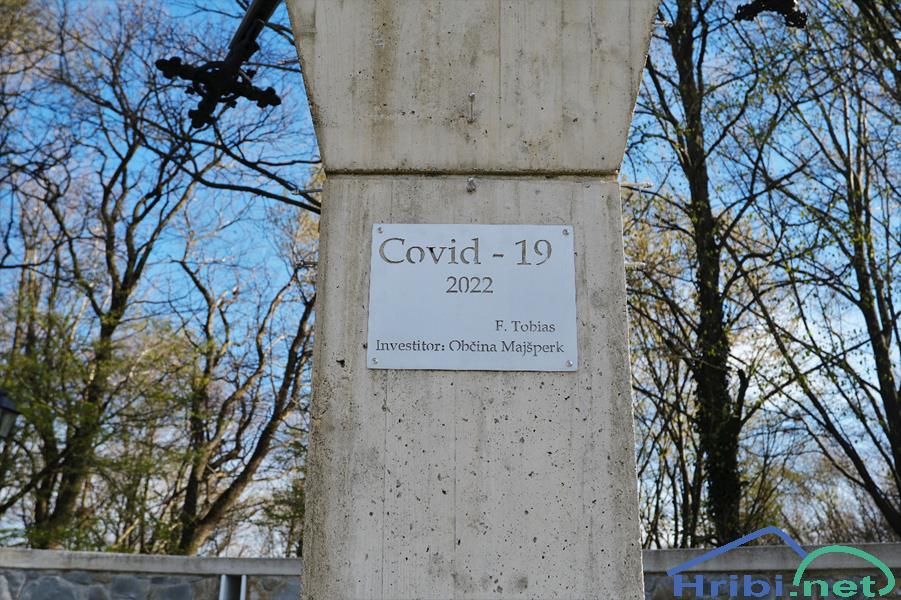 Covid - 19
2022
F. Tobias
Investitor: Občina Majšperk
Hribi.net